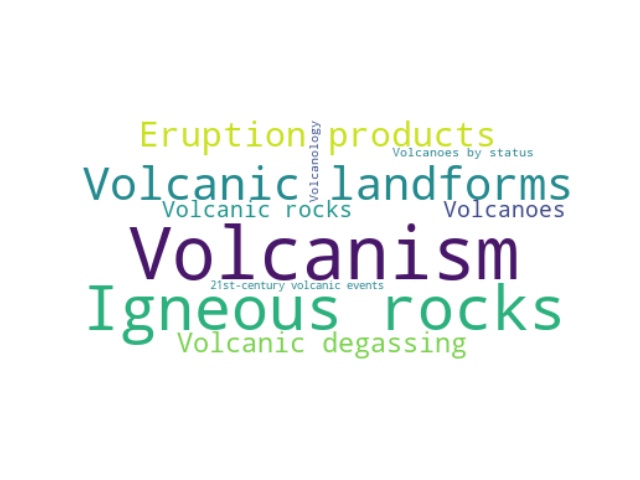 Eruption products
Volcanology
Volcanoes by status
Volcanic landforms
Volcanic rocks
Volcanoes
Volcanism
21st-century volcanic events
Igneous rocks
Volcanic degassing